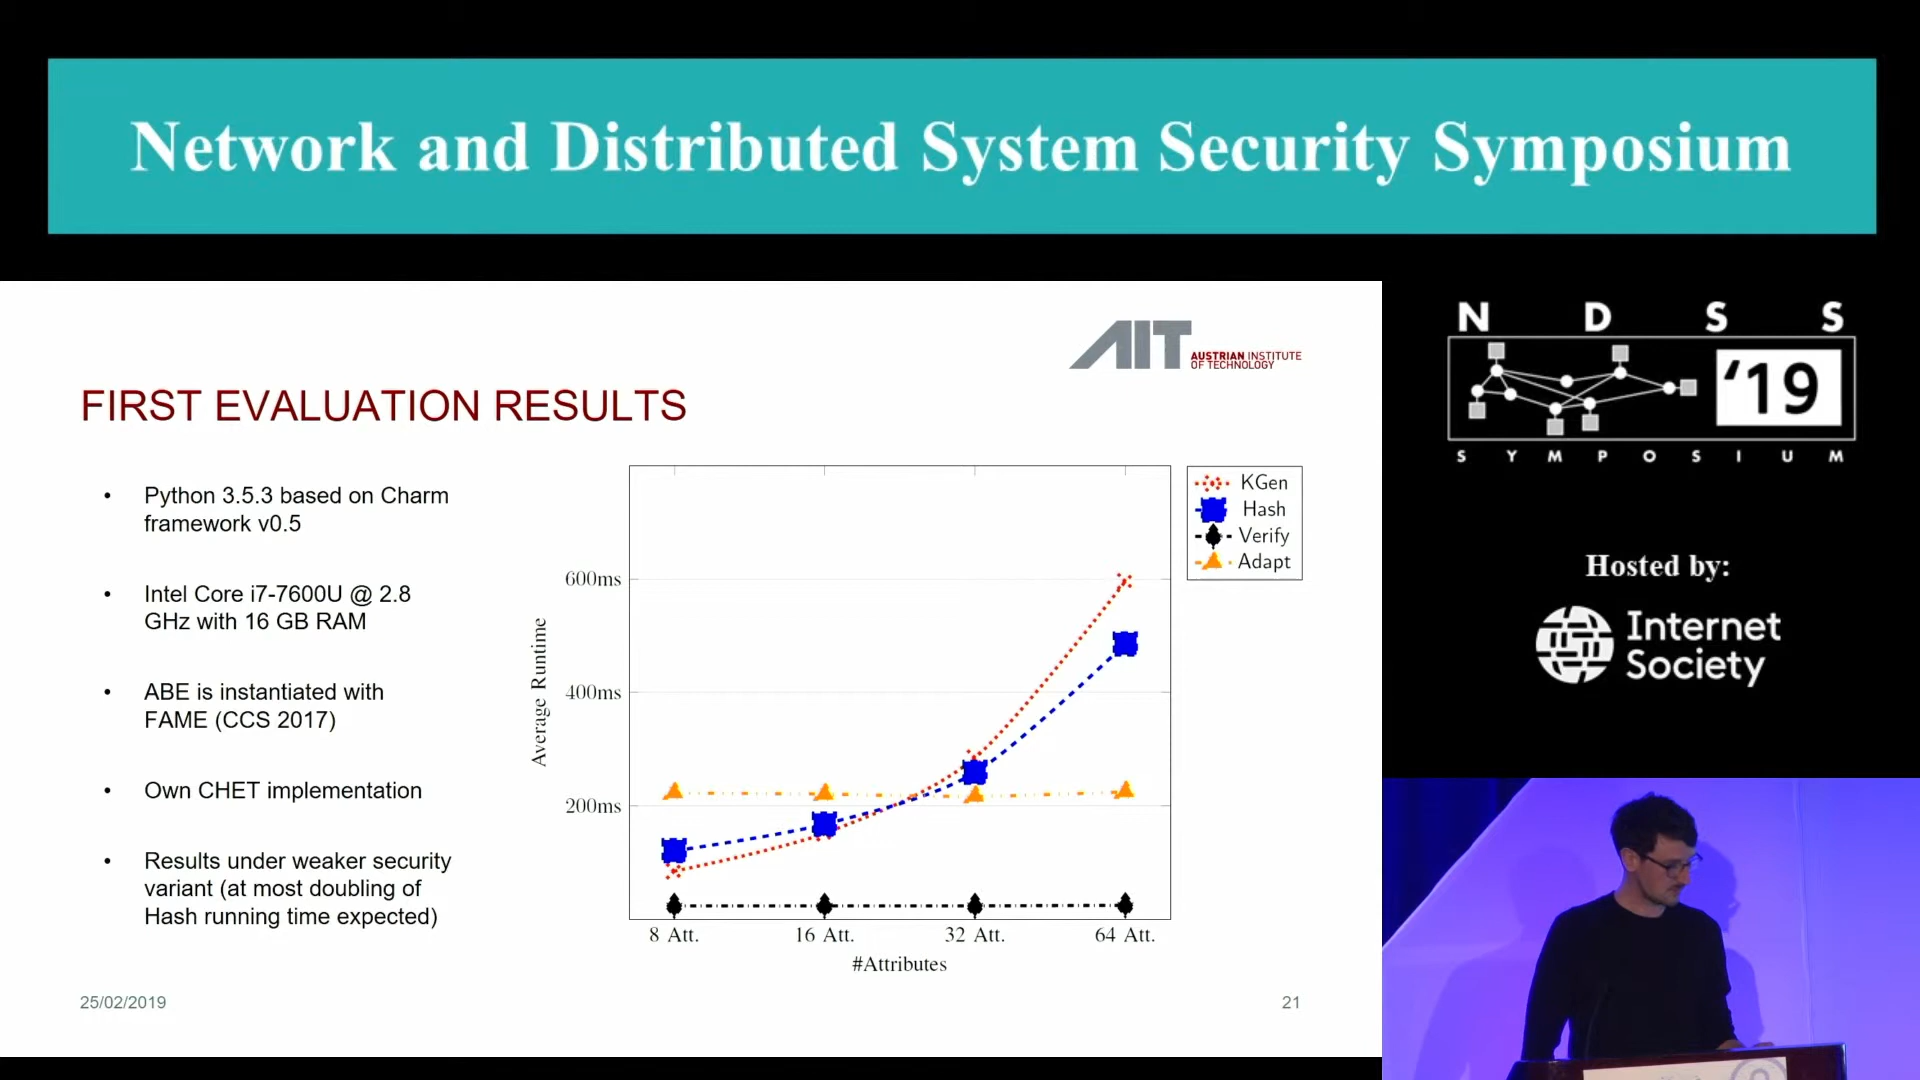 Network and Distributed System Security Symposium
AIT
AUSTRIAN INSTITUTE
OF TECHNOLOGY
FIRST EVALUATION RESULTS
• Python 3.5.3 based on Charm
framework v0.5
• Intel Core i7-7600U @ 2.8
GHz with 16 GB RAM
• ABE is instantiated with
FAME (CCS 2017)
• Own CHET implementation
• Results under weaker security
variant (at most doubling of
Hash running time expected)
Average Runtime
600ms
400ms
200ms
8 Att. 16 Att. 32 Att. 64 Att.
#Attributes
KGen
Hash
Verify
Adapt
25/02/2019
21
N D S S
'19
S Y M P O S I U M
Hosted by:
Internet
Society